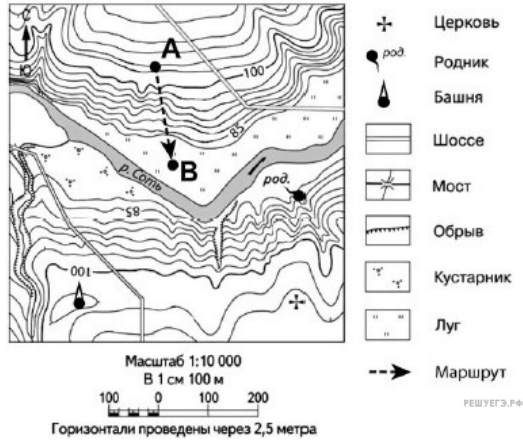 С
Ю
А
В
100
85
р. Соть
род.
85
100
Церковь
род.
Родник
Башня
Шоссе
Мост
Обрыв
Кустарник
Луг
Маршрут
Масштаб 1:10 000
В 1 см 100 м
100 0 100 200
Горизонтали проведены через 2,5 метра
РЕШУЕГЭ.РФ